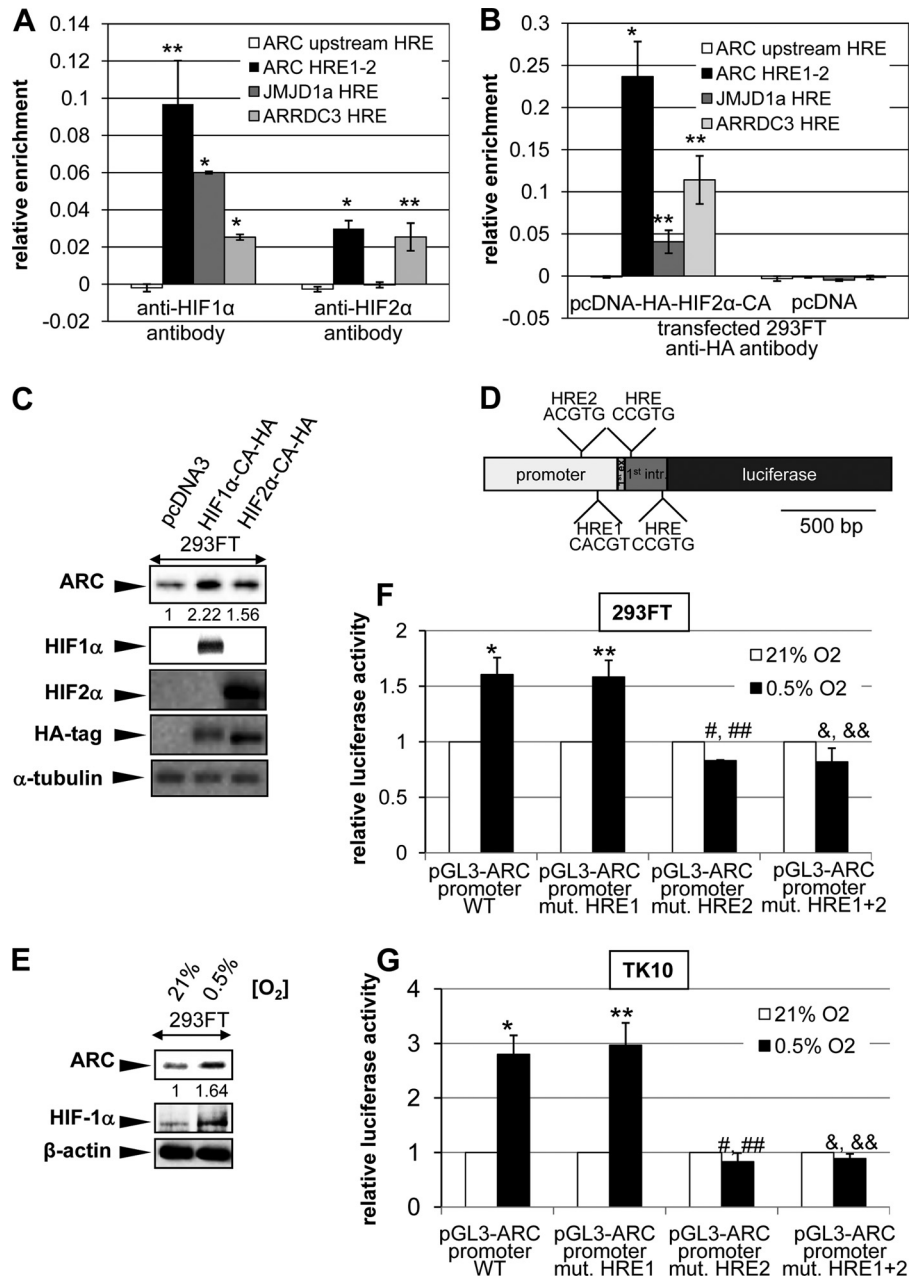 A
0.14
0.12
0.1
0.08
0.06
0.04
0.02
0
-0.02
relative enrichment
ARC upstream HRE
ARC HRE1-2
JMJD1a HRE
ARRDC3 HRE
**
*
*
*
**
anti-HIF1α
antibody
anti-HIF2α
antibody
B
0.3
0.25
0.2
0.15
0.1
0.05
0
-0.05
relative enrichment
ARC upstream HRE
ARC HRE1-2
JMJD1a HRE
ARRDC3 HRE
*
**
**
pcDNA-HA-HIF2α-CA
pcDNA
transfected 293FT
anti-HA antibody
C
pcDNA3
HIF1α-CA-HA
HIF2α-CA-HA
293FT
ARC
1 2.22 1.56
HIF1α
HIF2α
HA-tag
α-tubulin
D
HRE2
ACGTG
HRE
CCGTG
promoter
1st intr.
luciferase
HRE1
CACGT
HRE
CCGTG
500 bp
E
21%
0.5%
[O2]
293FT
ARC
1 1.64
HIF-1α
β-actin
F
293FT
2
1.5
1
0.5
0
relative luciferase activity
21% O2
0.5% O2
*
**
#, ##
&, &&
pGL3-ARC
promoter
WT
pGL3-ARC
promoter
mut. HRE1
pGL3-ARC
promoter
mut. HRE2
pGL3-ARC
promoter
mut. HRE1+2
G
TK10
4
3
2
1
0
relative luciferase activity
21% O2
0.5% O2
*
**
#, ##
&, &&
pGL3-ARC
promoter
WT
pGL3-ARC
promoter
mut. HRE1
pGL3-ARC
promoter
mut. HRE2
pGL3-ARC
promoter
mut. HRE1+2